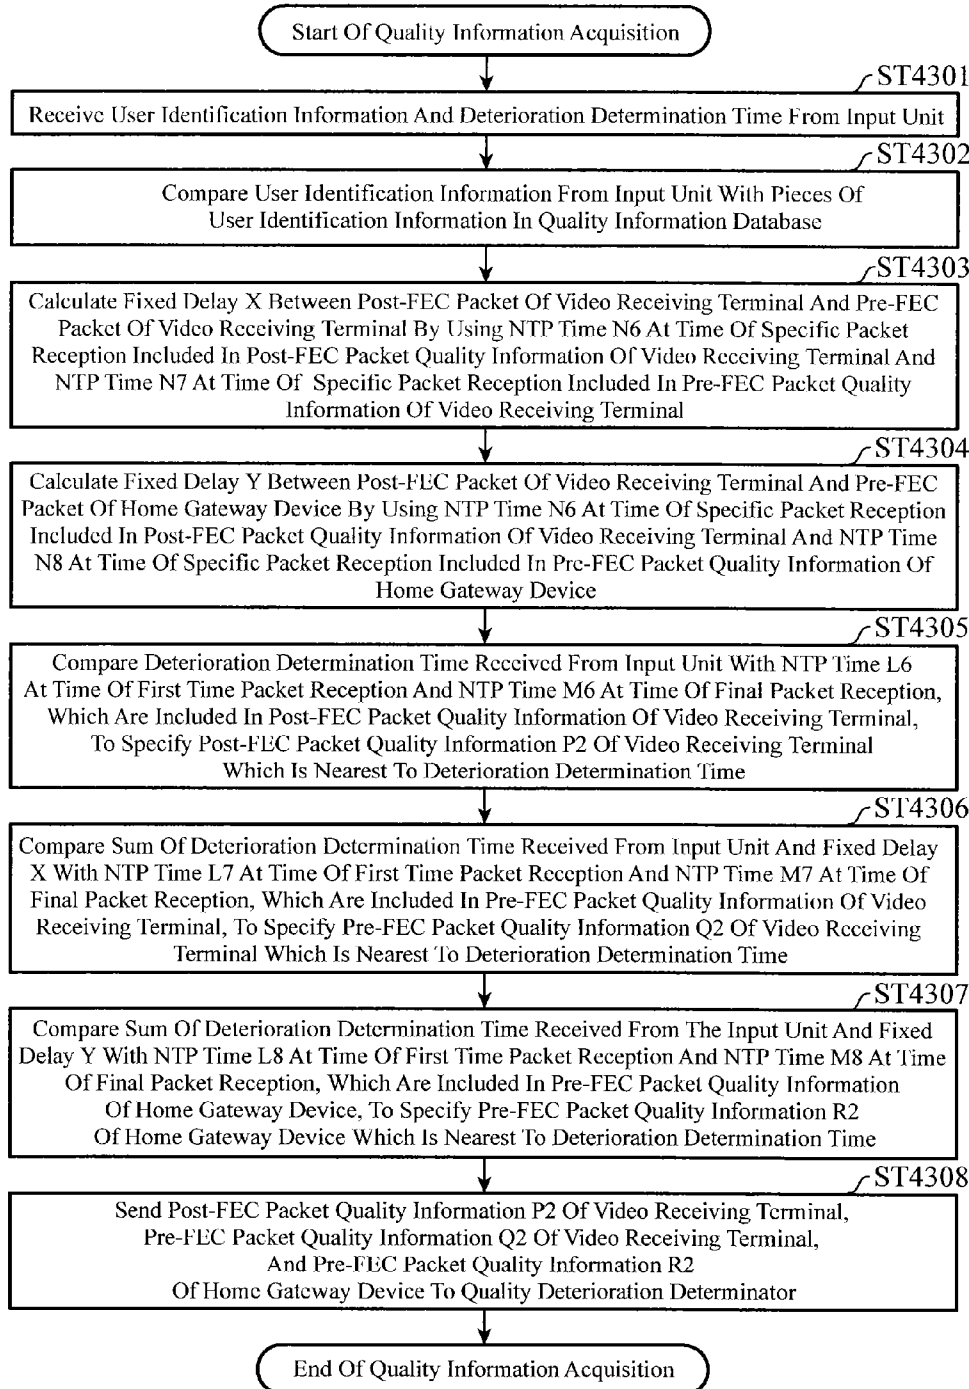 Start Of Quality Information Acquisition
ST4301
Receive User Identification Information And Deterioration Determination Time From Input Unit
ST4302
Compare User Identification Information From Input Unit With Pieces Of
User Identification Information In Quality Information Database
ST4303
Calculate Fixed Delay X Between Post-FEC Packet Of Video Receiving Terminal And Pre-FEC
Packet Of Video Receiving Terminal By Using NTP Time N6 At Time Of Specific Packet
Reception Included In Post-FEC Packet Quality Information Of Video Receiving Terminal And
NTP Time N7 At Time Of Specific Packet Reception Included In Pre-FEC Packet Quality
Information Of Video Receiving Terminal
ST4304
Calculate Fixed Delay Y Between Post-FEC Packet Of Video Receiving Terminal And Pre-FEC
Packet Of Home Gateway Device By Using NTP Time N6 At Time Of Specific Packet Reception
Included In Post-FEC Packet Quality Information Of Video Receiving Terminal And NTP Time
N8 At Time Of Specific Packet Reception Included In Pre-FEC Packet Quality Information Of
Home Gateway Device
ST4305
Compare Deterioration Determination Time Received From Input Unit With NTP Time L6
At Time Of First Time Packet Reception And NTP Time M6 At Time Of Final Packet Reception,
Which Are Included In Post-FEC Packet Quality Information Of Video Receiving Terminal,
To Specify Post-FEC Packet Quality Information P2 Of Video Receiving Terminal
Which Is Nearest To Deterioration Determination Time
ST4306
Compare Sum Of Deterioration Determination Time Received From Input Unit And Fixed Delay
X With NTP Time L7 At Time Of First Time Packet Reception And NTP Time M7 At Time Of
Final Packet Reception, Which Are Included In Pre-FEC Packet Quality Information Of Video
Receiving Terminal, To Specify Pre-FEC Packet Quality Information Q2 Of Video Receiving
Terminal Which Is Nearest To Deterioration Determination Time
ST4307
Compare Sum Of Deterioration Determination Time Received From The Input Unit And Fixed
Delay Y With NTP Time L8 At Time Of First Time Packet Reception And NTP Time M8 At Time
Of Final Packet Reception, Which Are Included In Pre-FEC Packet Quality Information
Of Home Gateway Device, To Specify Pre-FEC Packet Quality Information R2
Of Home Gateway Device Which Is Nearest To Deterioration Determination Time
ST4308
Send Post-FEC Packet Quality Information P2 Of Video Receiving Terminal,
Pre-FEC Packet Quality Information Q2 Of Video Receiving Terminal,
And Pre-FEC Packet Quality Information R2
Of Home Gateway Device To Quality Deterioration Determinator
End Of Quality Information Acquisition